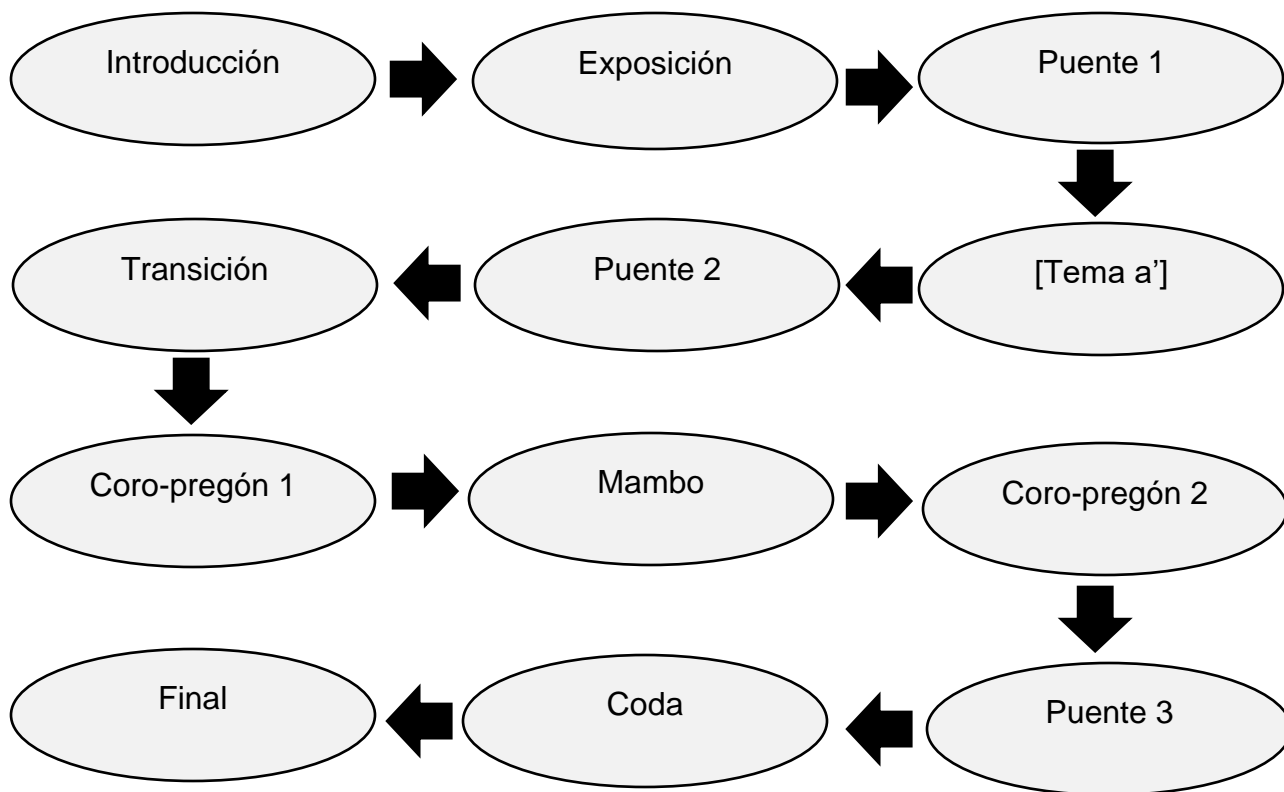 Introducción
Exposición
Puente 1
[Tema a’]
Puente 2
Transición
Coro-pregón 1
Mambo
Coro-pregón 2
Puente 3
Coda
Final